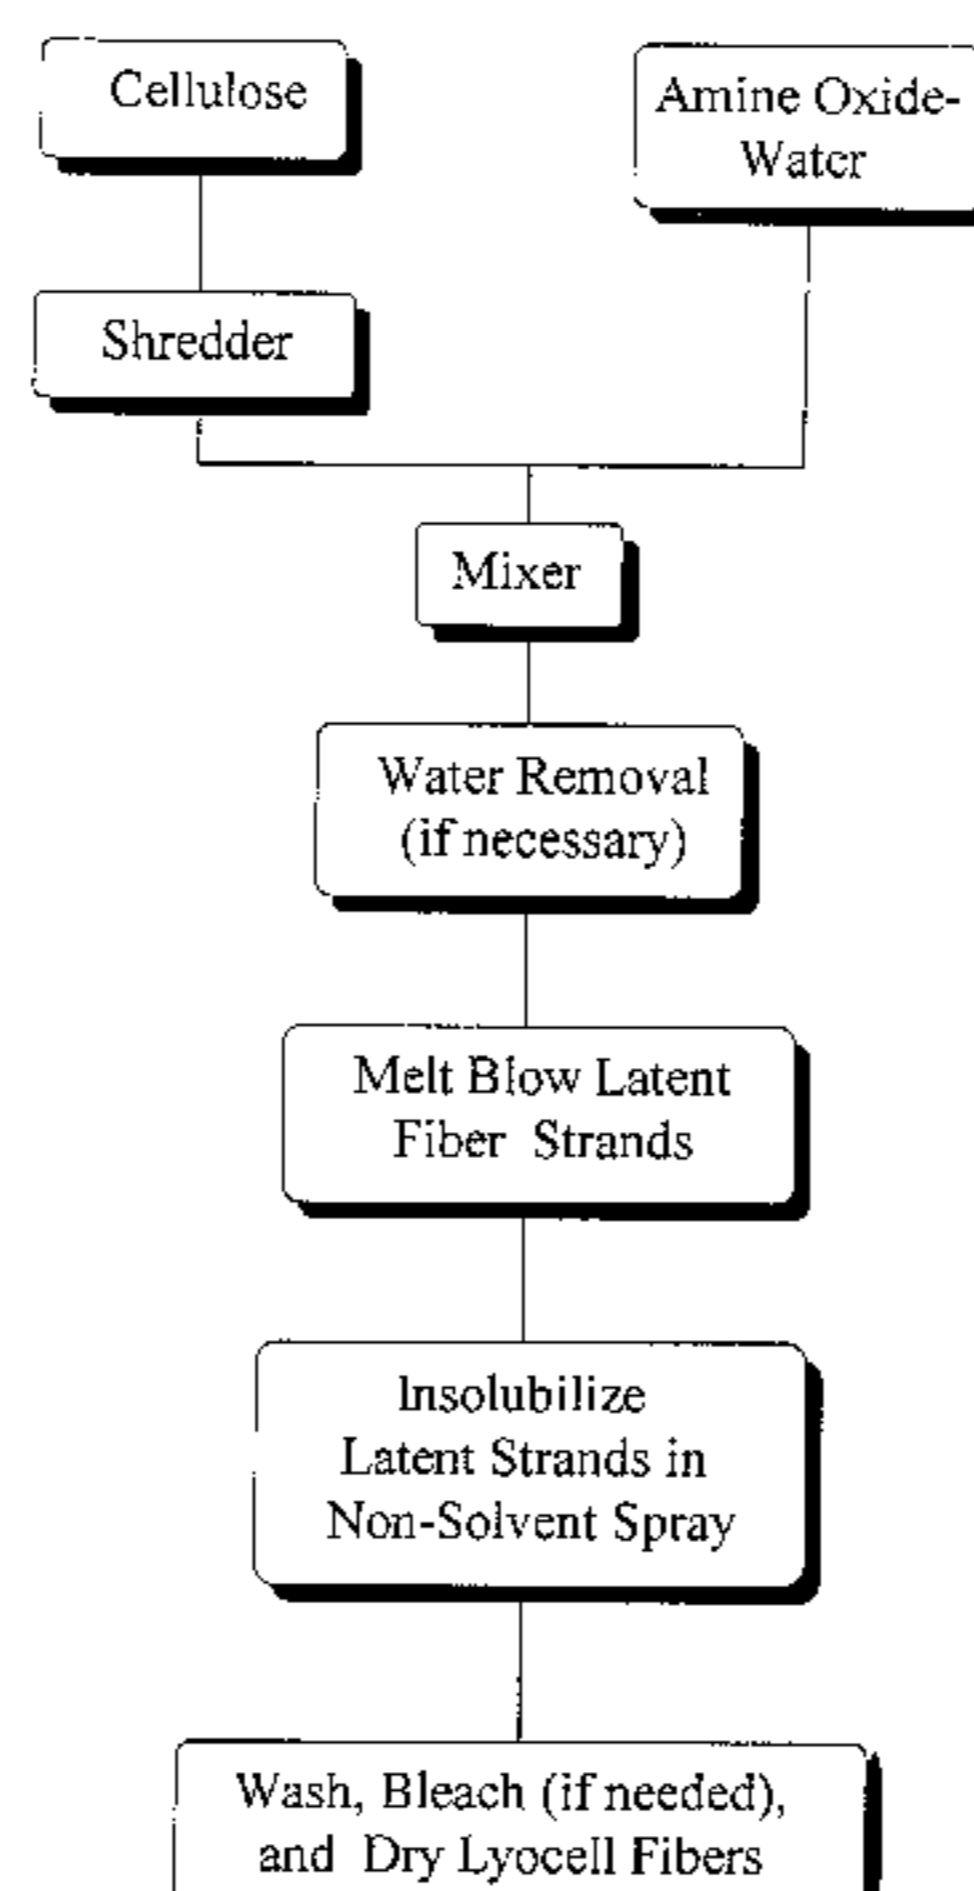 Cellulose
Amine Oxide-
Water
Shredder
Mixer
Water Removal
(if necessary)
Melt Blow Latent
Fiber Strands
Insolubilize
Latent Strands in
Non-Solvent Spray
Wash, Bleach (if needed),
and Dry Lyocell Fibers